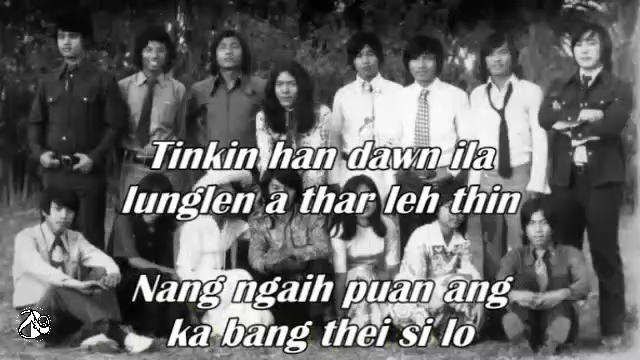 Tinkin han dawn ila
lunglen a thar leh thin
Nang ngaih puan ang
ka bang thei si lo